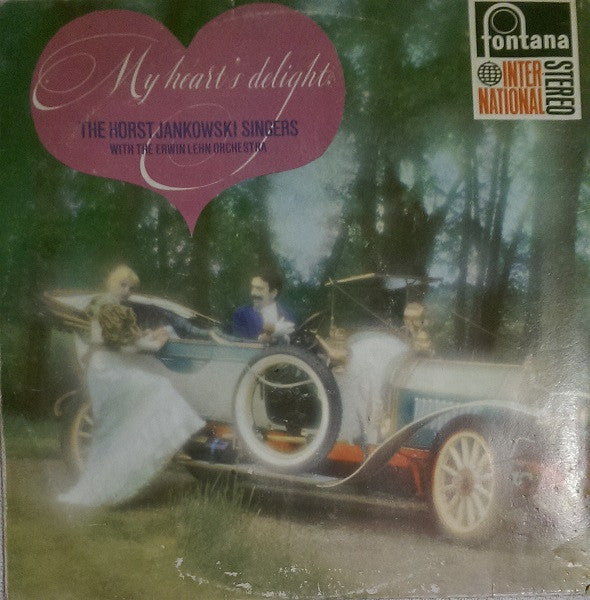 My heart's delight.
THE HORST JANKOWSKI SINGERS
WITH THE ERWIN LEHN ORCHESTRA
fontana
INTER
NATIONAL
STEREO